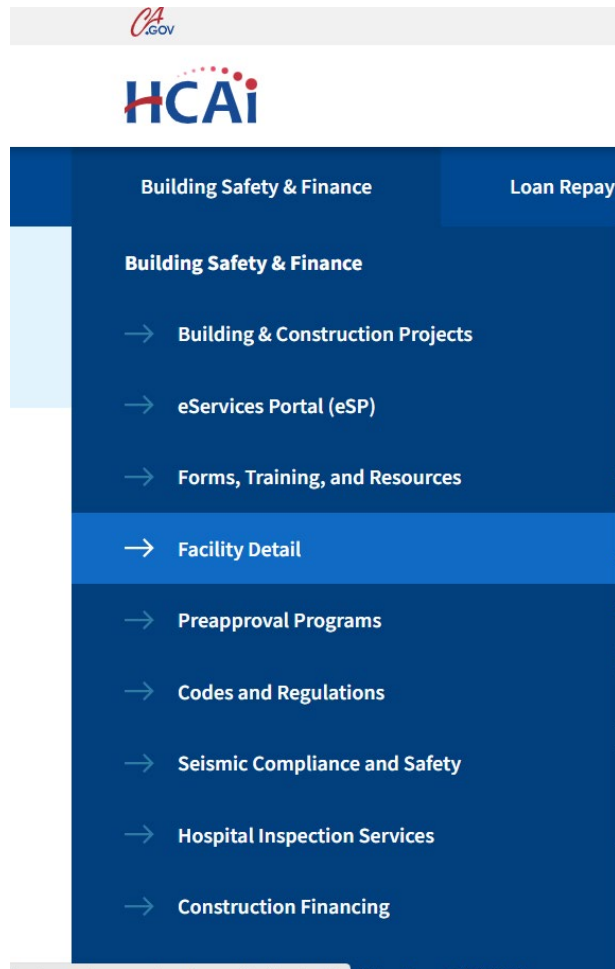 CA.GOV
HCAi
Building Safety & Finance
Loan Repay
Building Safety & Finance
Building & Construction Projects
eServices Portal (eSP)
Forms, Training, and Resources
Facility Detail
Preapproval Programs
Codes and Regulations
Seismic Compliance and Safety
Hospital Inspection Services
Construction Financing